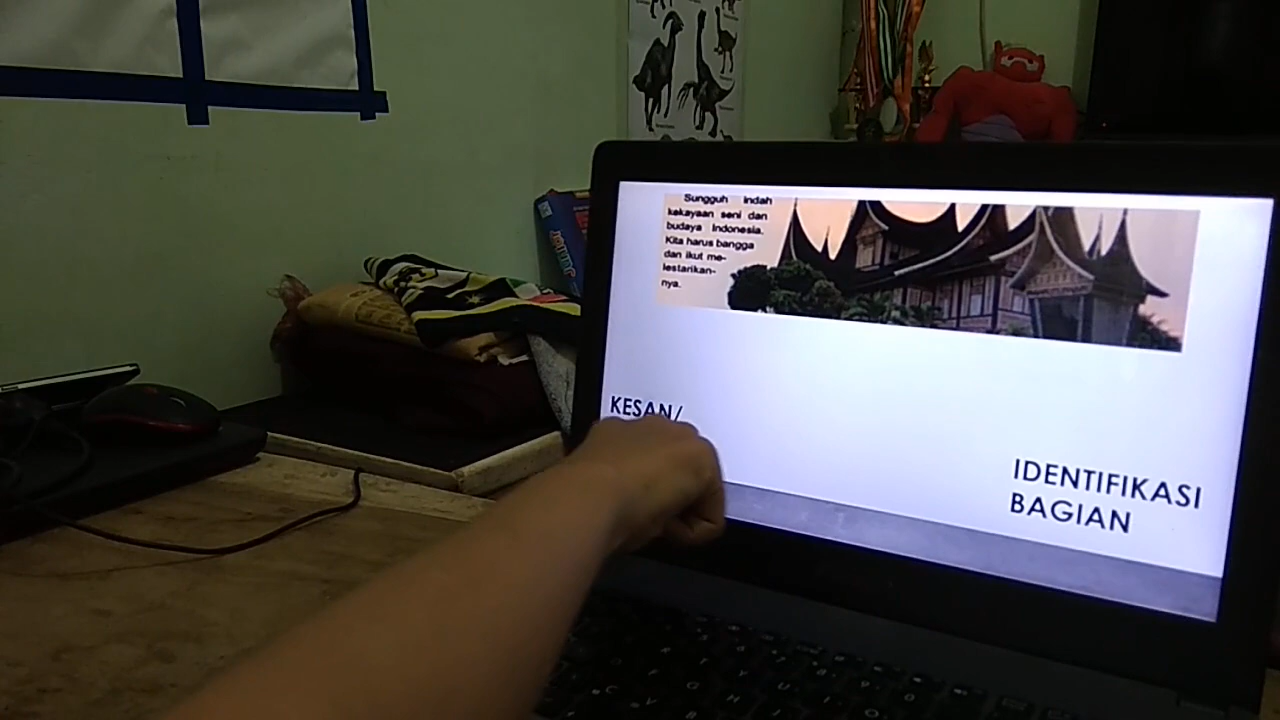 Sungguh indah
kekayaan seni dan
budaya Indonesia.
Kita harus bangga
dan ikut me-
lestarikan-
nya.
KESAN/
IDENTIFIKASI
BAGIAN